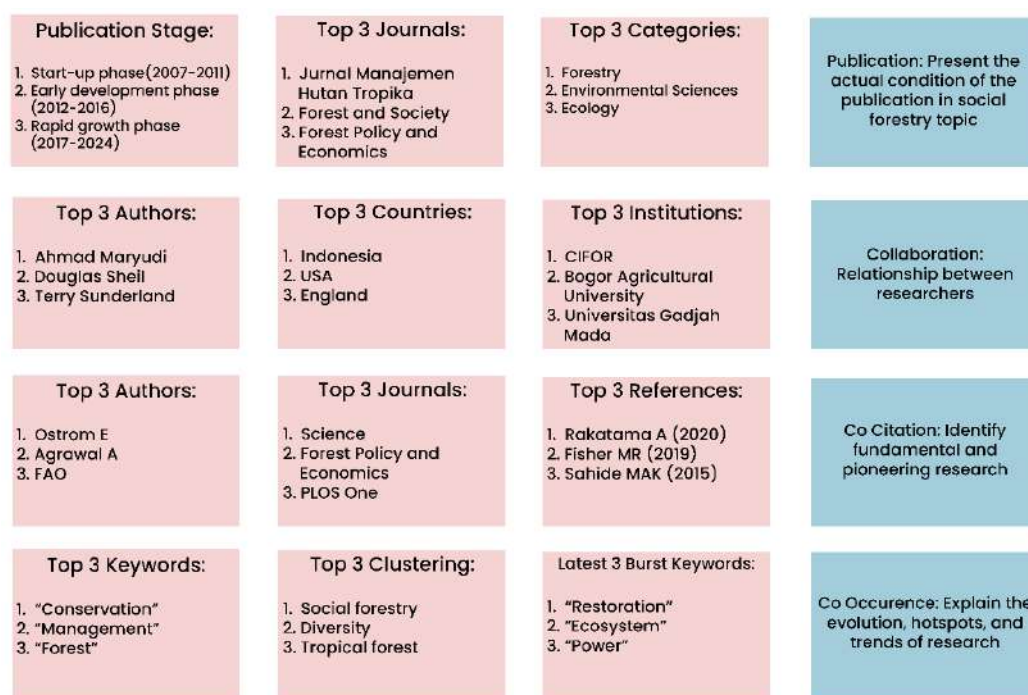 Publication Stage:
1. Start-up phase(2007-2011)
2. Early development phase
(2012-2016)
3. Rapid growth phase
(2017-2024)
Top 3 Journals:
1. Jurnal Manajemen
Hutan Tropika
2. Forest and Society
3. Forest Policy and
Economics
Top 3 Categories:
1. Forestry
2. Environmental Sciences
3. Ecology
Publication: Present the
actual condition of the
publication in social
forestry topic
Top 3 Authors:
1. Ahmad Maryudi
2. Douglas Sheil
3. Terry Sunderland
Top 3 Countries:
1. Indonesia
2. USA
3. England
Top 3 Institutions:
1. CIFOR
2. Bogor Agricultural
University
3. Universitas Gadjah
Mada
Collaboration:
Relationship between
researchers
Top 3 Authors:
1. Ostrom E
2. Agrawal A
3. FAO
Top 3 Journals:
1. Science
2. Forest Policy and
Economics
3. PLOS One
Top 3 References:
1. Rakatama A (2020)
2. Fisher MR (2019)
3. Sahide MAK (2015)
Co Citation: Identify
fundamental and
pioneering research
Top 3 Keywords:
1. “Conservation”
2. “Management”
3. “Forest”
Top 3 Clustering:
1. Social forestry
2. Diversity
3. Tropical forest
Latest 3 Burst Keywords:
1. “Restoration”
2. “Ecosystem”
3. “Power”
Co Occurence: Explain the
evolution, hotspots, and
trends of research